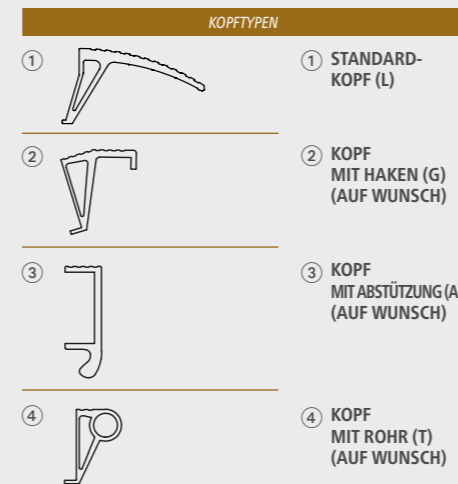 KOPFTYPEN
1
1 STANDARD-
KOPF (L)
2
2 KOPF
MIT HAKEN (G)
(AUF WUNSCH)
3
3 KOPF
MIT ABSTÜTZUNG (A
(AUF WUNSCH)
4
4 KOPF
MIT ROHR (T)
(AUF WUNSCH)